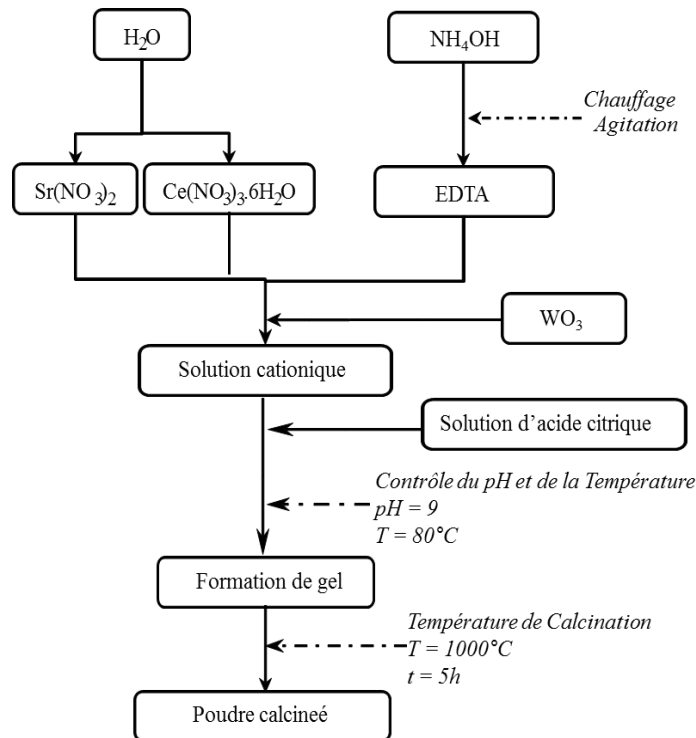 H₂O
NH₄OH
Chauffage
Agitation
Sr(NO₃)₂
Ce(NO₃)₃.6H₂O
EDTA
WO₃
Solution cationique
Solution d'acide citrique
Contrôle du pH et de la Température
pH = 9
T = 80°C
Formation de gel
Température de Calcination
T = 1000°C
t = 5h
Poudre calcineé